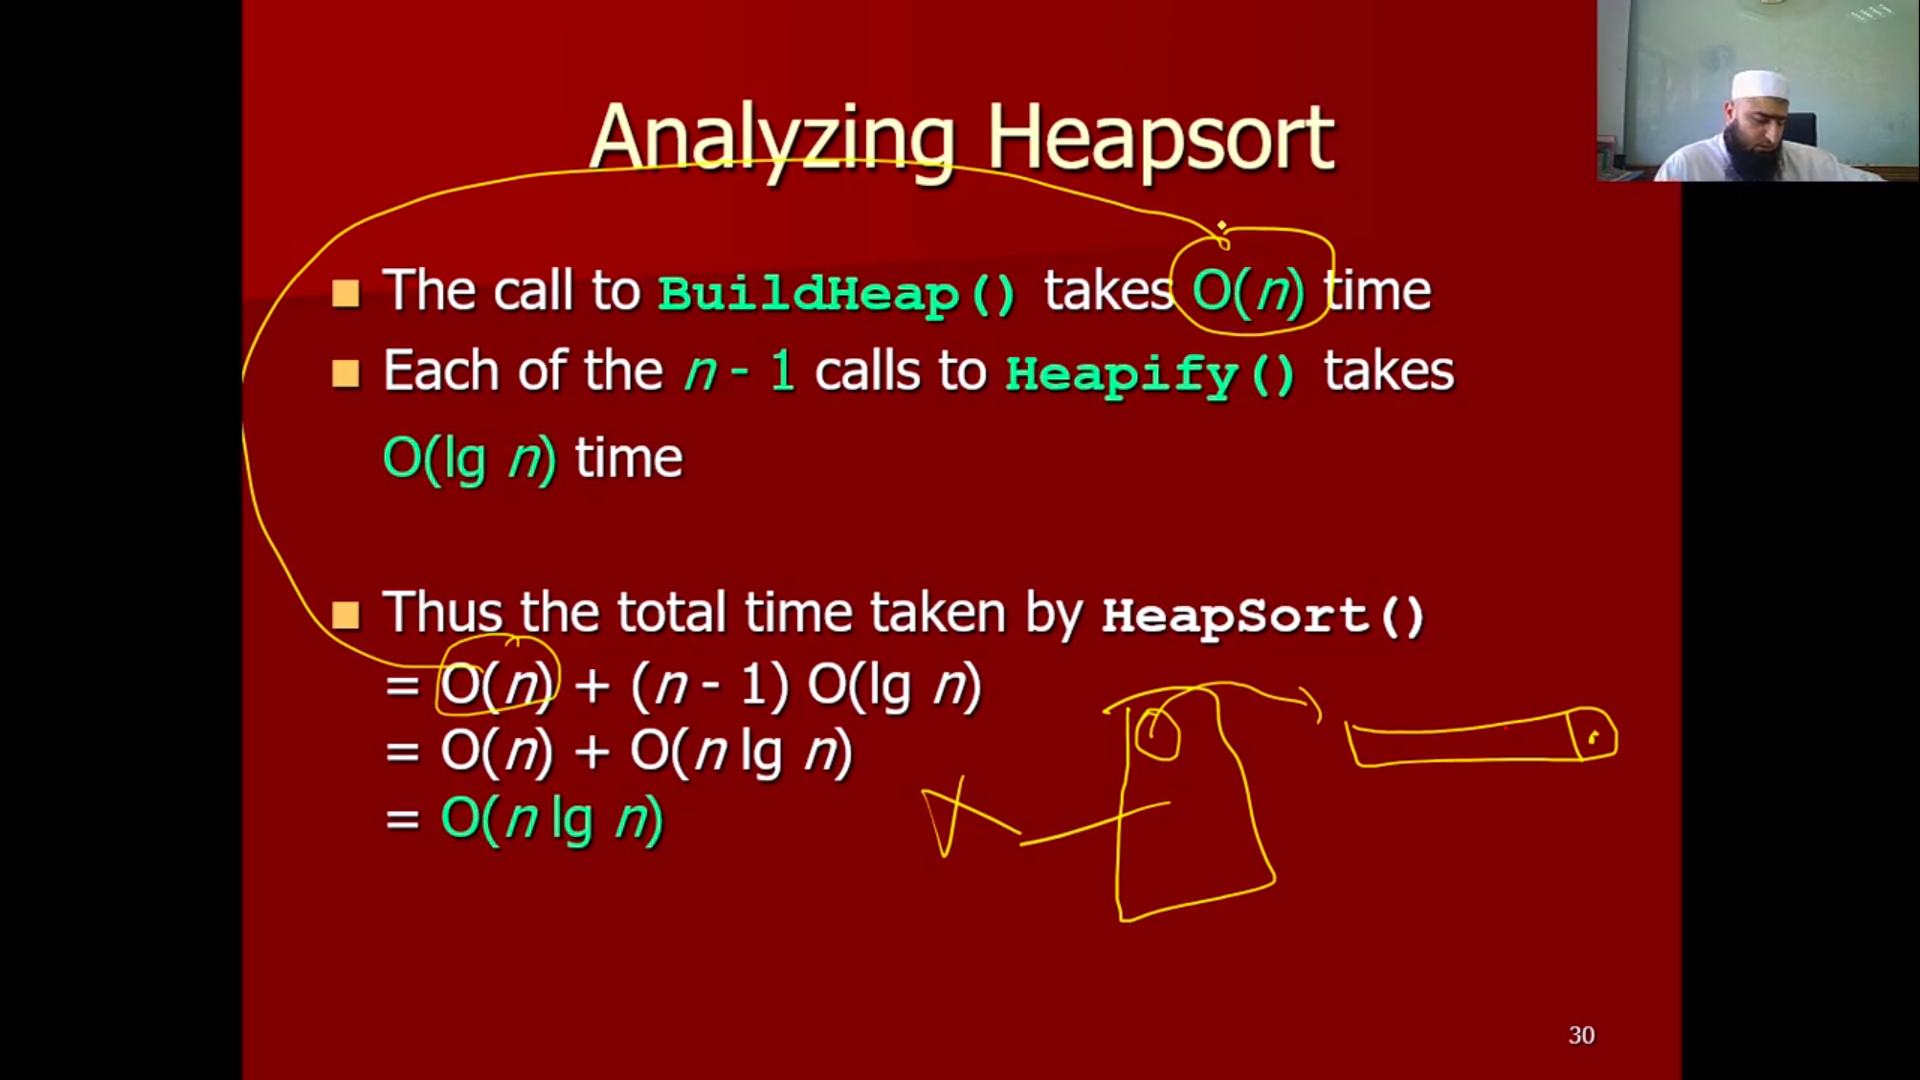 Analyzing Heapsort
The call to BuildHeap() takes O(n) time
Each of the n - 1 calls to Heapify() takes
O(lg n) time
Thus the total time taken by HeapSort()
= O(n) + (n - 1) O(lg n)
= O(n) + O(n lg n)
= O(n lg n)
30